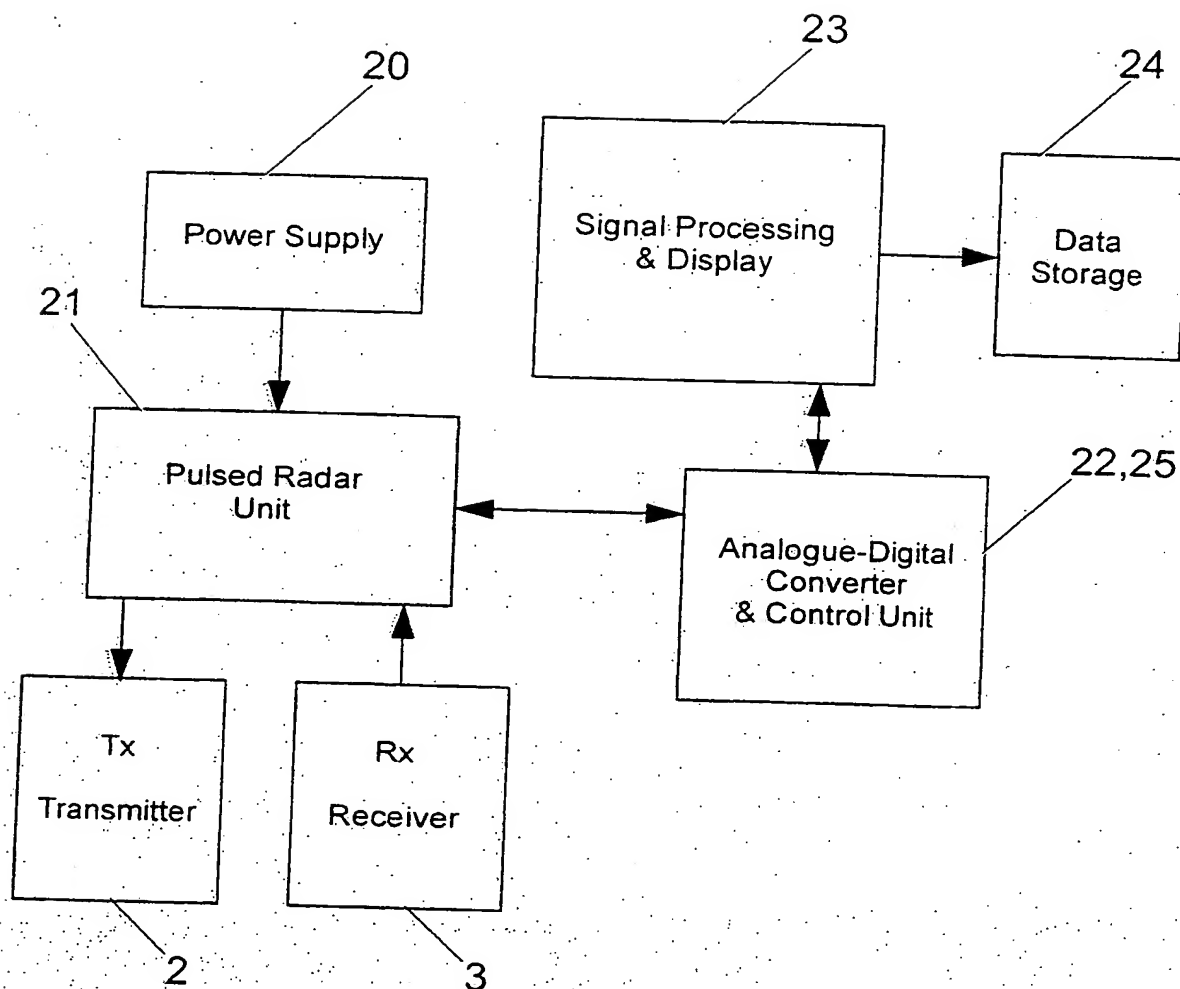 23
20
24
Power Supply
Signal Processing
& Display
Data
Storage
21
Pulsed Radar
Unit
22,25
Analogue-Digital
Converter
& Control Unit
Tx
Transmitter
Rx
Receiver
2
3